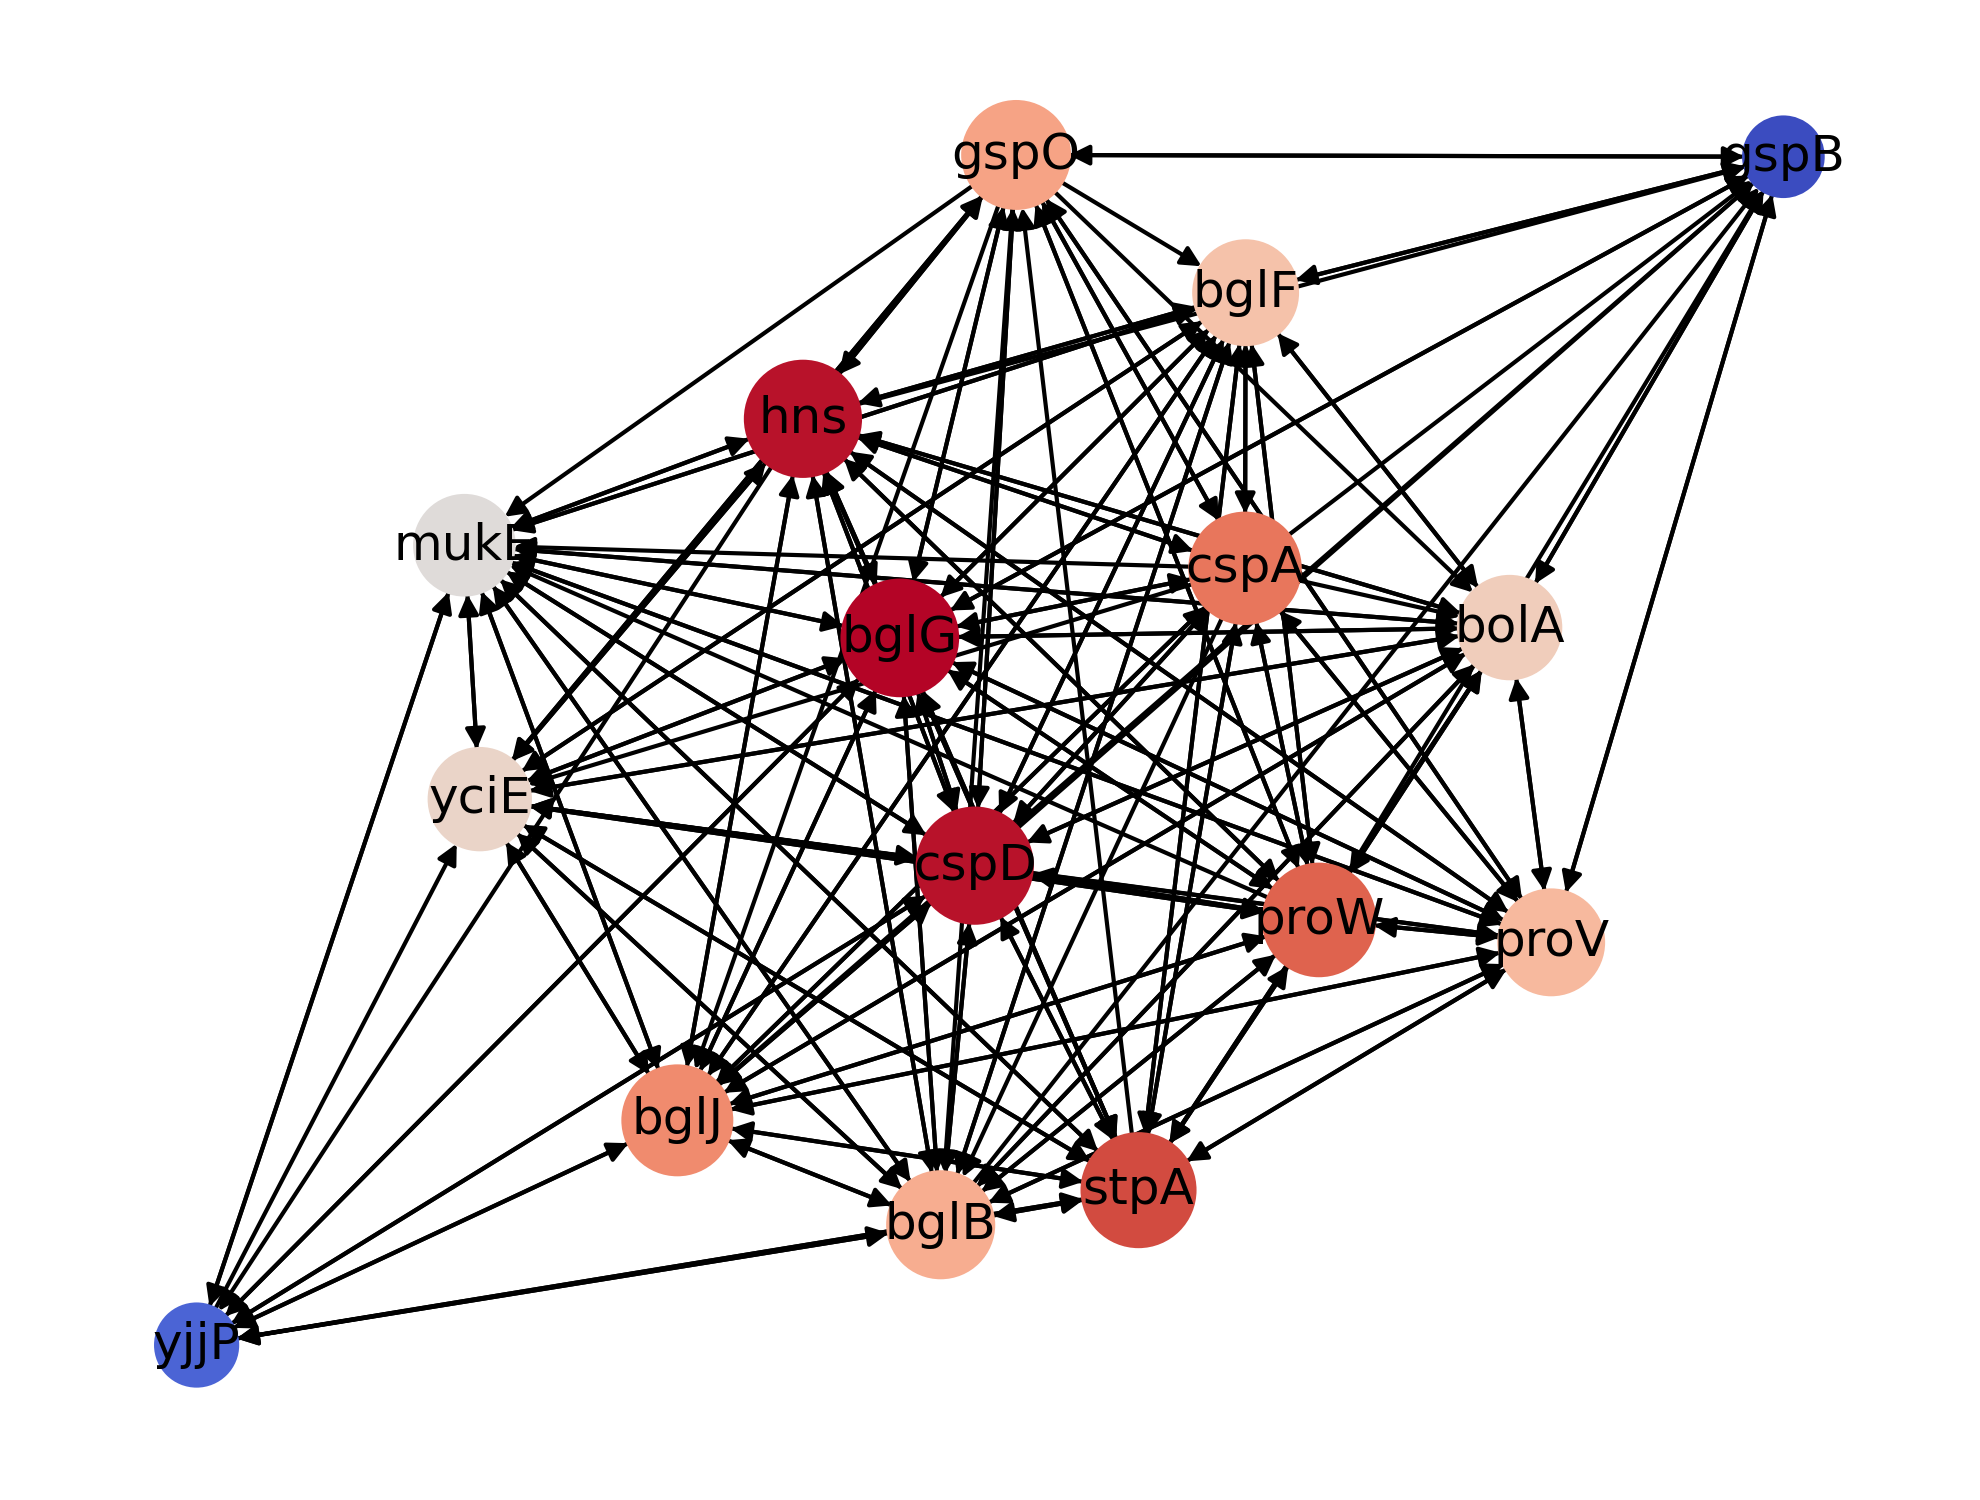 gspO
gspB
bglF
hns
mukE
cspA
bolA
bglG
yciE
cspD
proW
proV
bglJ
stpA
bglB
yjjP